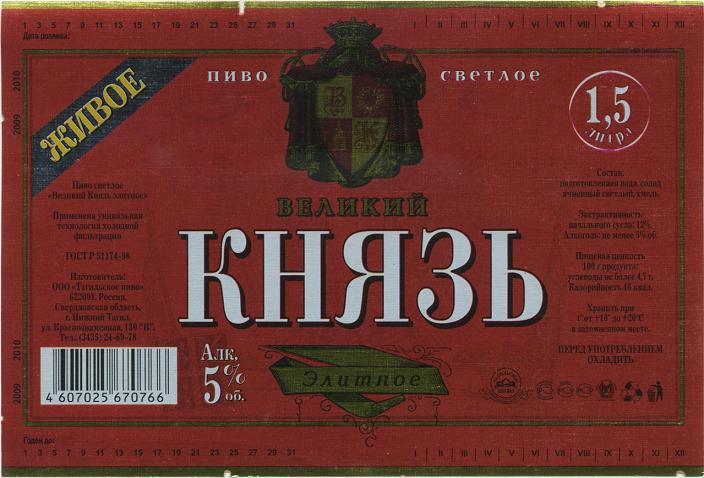 1 3 5 7 9 11 13 15 17 19 21 23 25 27 29 31 I II III IV V VI VII VIII IX X XI XII
Дата розлива:
2010
2009
ЖИВОЕ
ПИВО СВЕТЛОЕ
1,5
литра
В
К
Пиво светлое
«Великий Князь элитное»
Применена уникальная
технология холодной
фильтрации
ГОСТ Р 51174-98
Изготовитель:
ООО «Тагильское пиво»
622001, Россия,
Свердловская область,
г. Нижний Тагил,
ул. Краснознаменная, 130 "В".
Тел.: (3435) 24-69-78
ВЕЛИКИЙ
КНЯЗЬ
Состав:
подготовленная вода, солод
ячменный светлый, хмель.
Экстрактивность
начального сусла: 12%.
Алкоголь: не менее 5% об.
Пищевая ценность
100 г продукта:
углеводы не более 4,7 г.
Калорийность 46 ккал.
Хранить при
t° от +10° до +20°С
в затемненном месте.
ПЕРЕД УПОТРЕБЛЕНИЕМ
ОХЛАДИТЬ
2010
2009
4 607025 670766
Алк.
5% об.
Элитное
Годен до:
1 3 5 7 9 11 13 15 17 19 21 23 25 27 29 31 I II III IV V VI VII VIII IX X XI XII